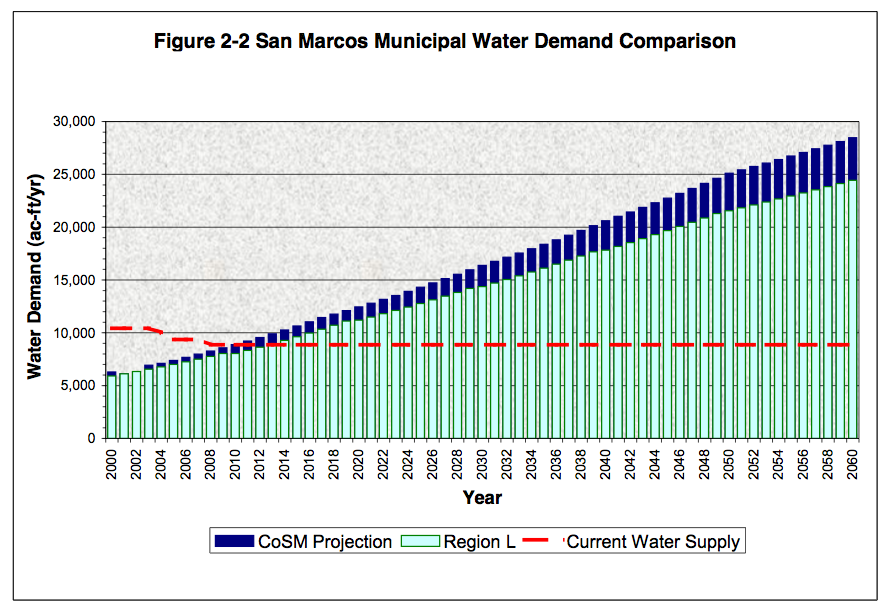 Figure 2-2 San Marcos Municipal Water Demand Comparison
30,000
25,000
20,000
15,000
10,000
5,000
0
Water Demand (ac-ft/yr)
2000 2002 2004 2006 2008 2010 2012 2014 2016 2018 2020 2022 2024 2026 2028 2030 2032 2034 2036 2038 2040 2042 2044 2046 2048 2050 2052 2054 2056 2058 2060
Year
CoSM Projection Region L Current Water Supply